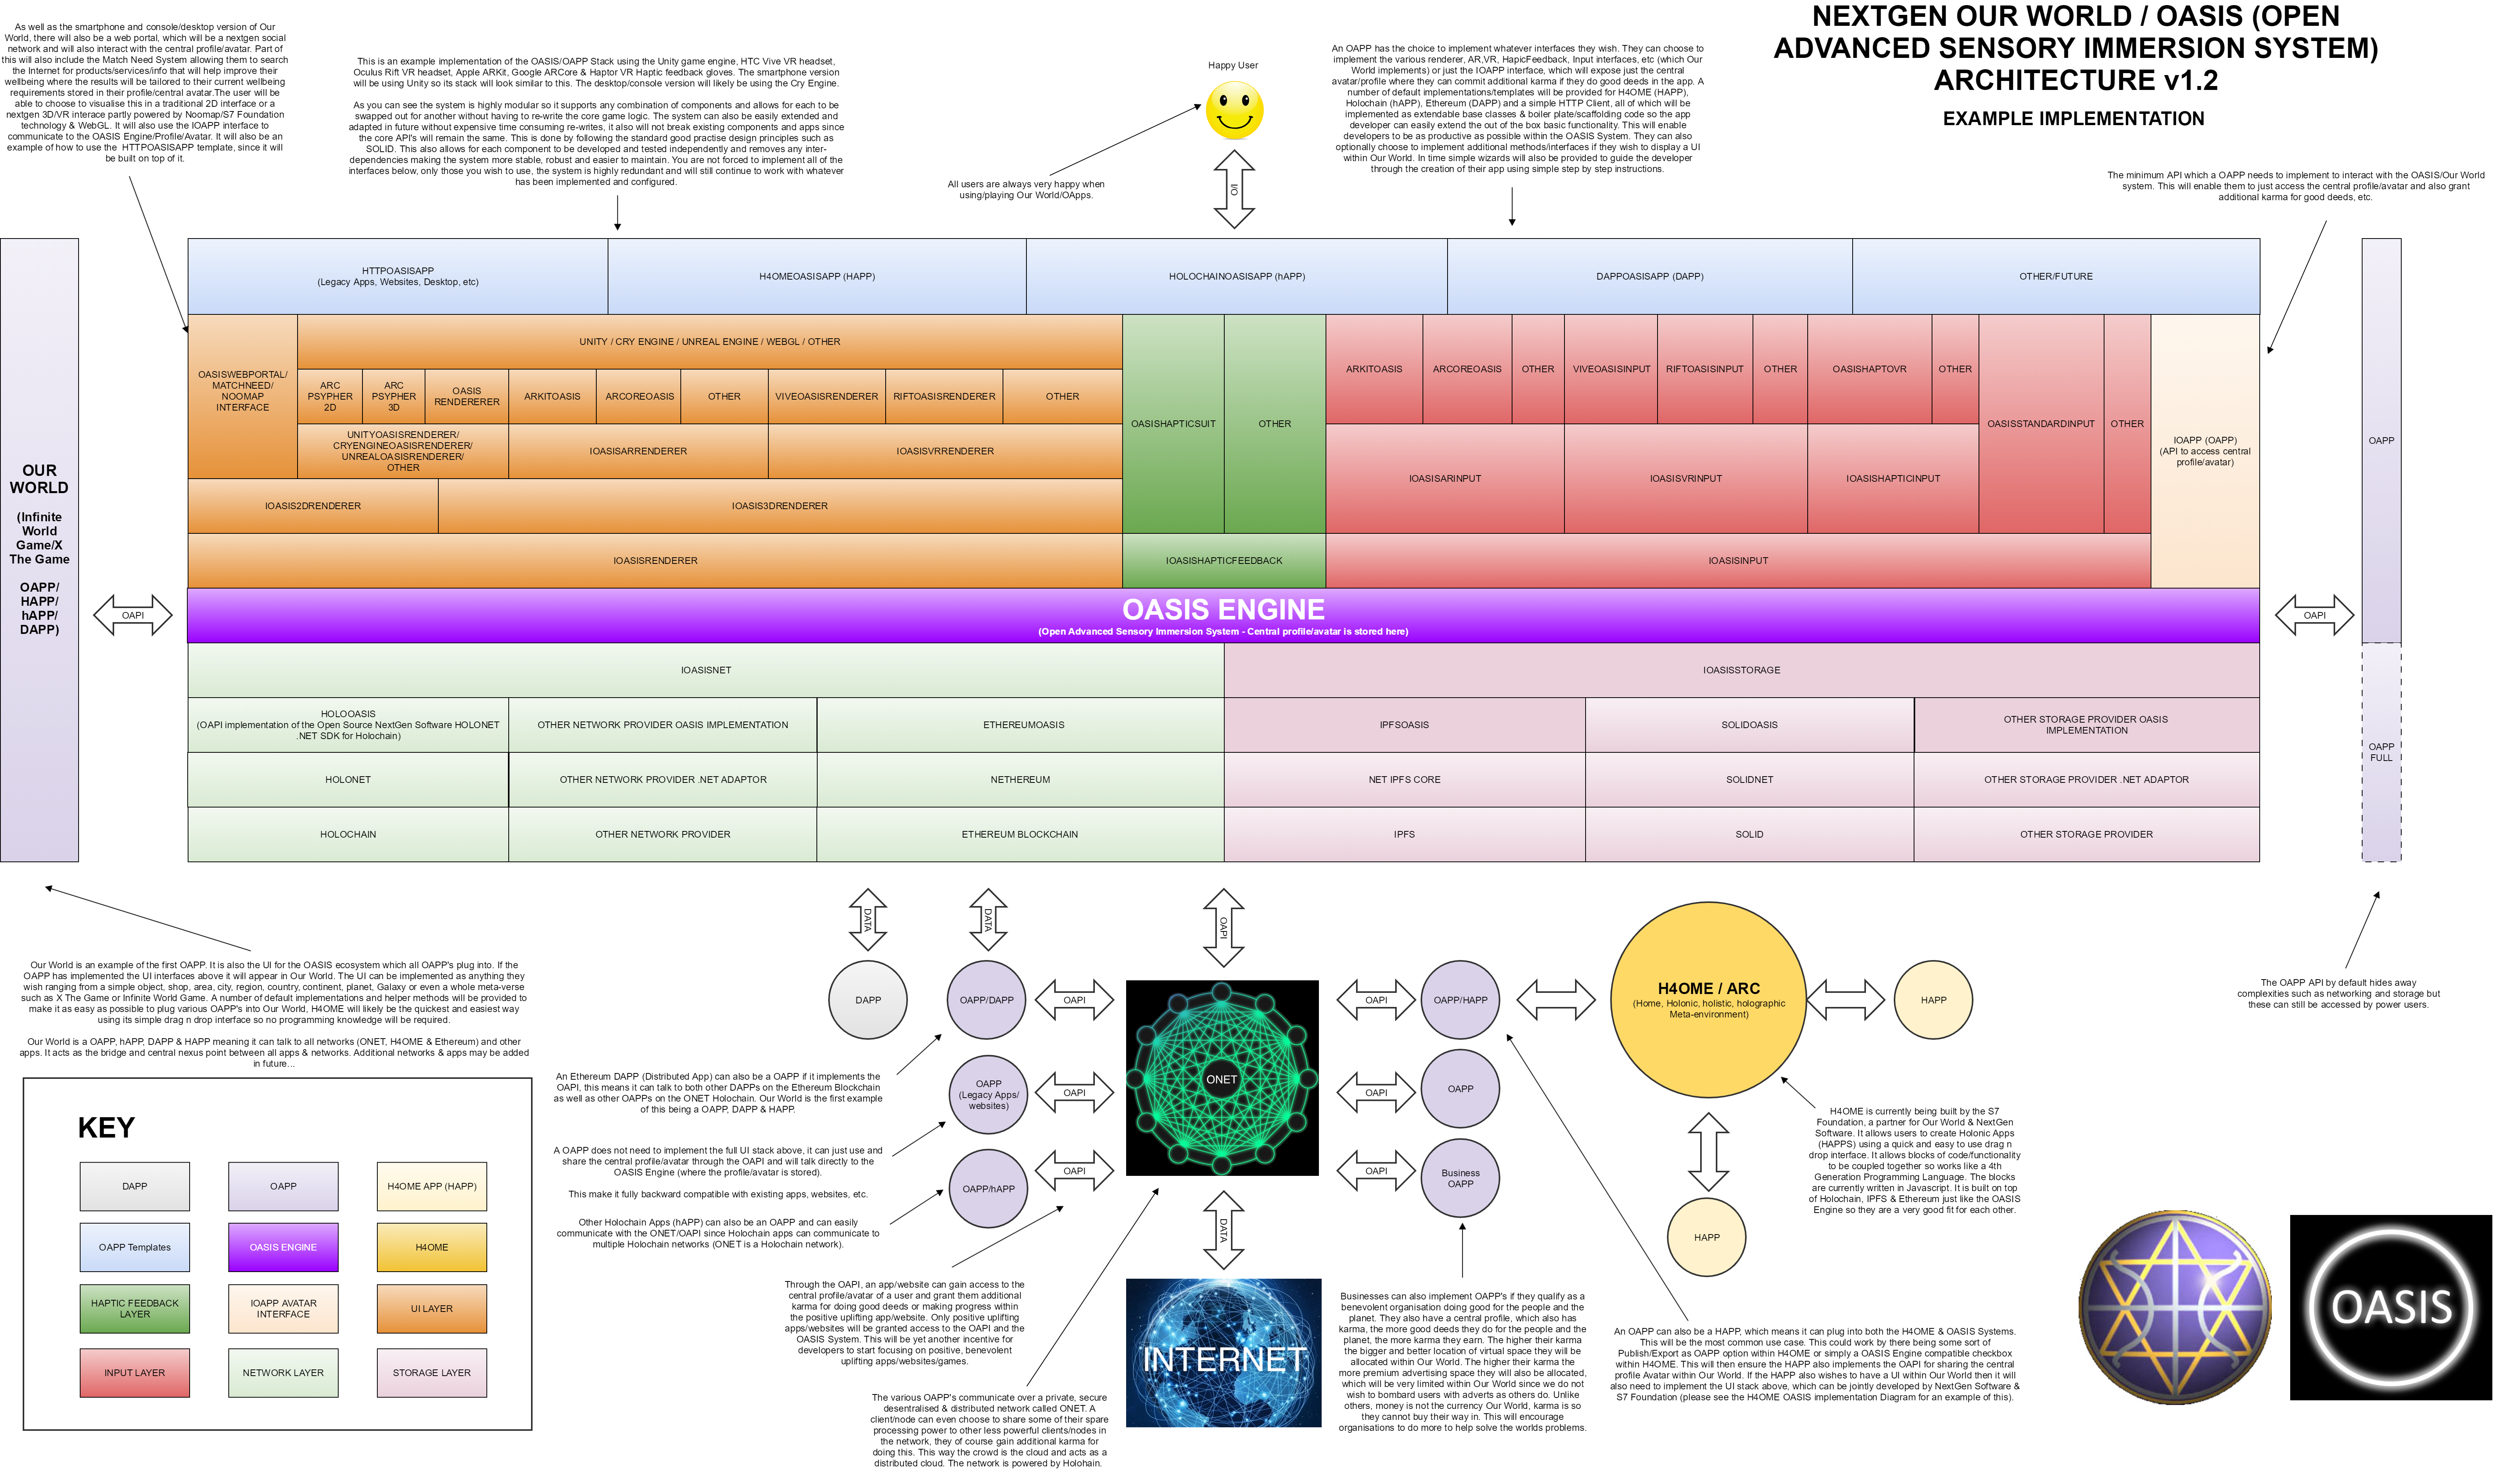 NEXTGEN OUR WORLD / OASIS (OPEN
ADVANCED SENSORY IMMERSION SYSTEM)
ARCHITECTURE v1.2
EXAMPLE IMPLEMENTATION
As well as the smartphone and console/desktop version of Our
World, there will also be a web portal, which will be a nextgen social
network and will also interact with the central profile/avatar. Part of
this will also include the Match Need System allowing them to search
the Internet for products/services/info that will help improve their
wellbeing where the results will be tailored to their current wellbeing
requirements stored in their profile/central avatar.The user will be
able to choose to visualise this in a traditional 2D interface or a
nextgen 3D/VR interace partly powered by Noomap/S7 Foundation
technology & WebGL. It will also use the IOAPP interface to
communicate to the OASIS Engine/Profile/Avatar. It will also be an
example of how to use the  HTTPOASISAPP template, since it will
be built on top of it.
This is an example implementation of the OASIS/OAPP Stack using the Unity game engine, HTC Vive VR headset,
Oculus Rift VR headset, Apple ARKit, Google ARCore & Haptor VR Haptic feedback gloves. The smartphone version
will be using Unity so its stack will look similar to this. The desktop/console version will likely be using the Cry Engine.
As you can see the system is highly modular so it supports any combination of components and allows for each to be
swapped out for another without having to re-write the core game logic. The system can also be easily extended and
adapted in future without expensive time consuming re-writes, it also will not break existing components and apps since
the core API's will remain the same. This is done by following the standard good practise design principles such as
SOLID. This also allows for each component to be developed and tested independently and removes any inter-
dependencies making the system more stable, robust and easier to maintain. You are not forced to implement all of the
interfaces below, only those you wish to use, the system is highly redundant and will still continue to work with whatever
has been implemented and configured.
Happy User
All users are always very happy when
using/playing Our World/OApps.
I/O
An OAPP has the choice to implement whatever interfaces they wish. They can choose to
implement the various renderer, AR,VR, HapicFeedback, Input interfaces, etc (which Our
World implements) or just the IOAPP interface, which will expose just the central
avatar/profile where they can commit additional karma if they do good deeds in the app. A
number of default implementations/templates will be provided for H4OME (HAPP),
Holochain (hAPP), Ethereum (DAPP) and a simple HTTP Client, all of which will be
implemented as extendable base classes & boiler plate/scaffolding code so the app
developer can easily extend the out of the box basic functionality. This will enable
developers to be as productive as possible within the OASIS System. They can also
optionally choose to implement additional methods/interfaces if they wish to display a UI
within Our World. In time simple wizards will also be provided to guide the developer
through the creation of their app using simple step by step instructions.
The minimum API which a OAPP needs to implement to interact with the OASIS/Our World
system. This will enable them to just access the central profile/avatar and also grant
additional karma for good deeds, etc.
OUR
WORLD
(Infinite
World
Game/X
The Game
OAPP/
HAPP/
hAPP/
DAPP)
OAPI
HTTPOASISAPP
(Legacy Apps, Websites, Desktop, etc)
H4OMEOASISAPP (HAPP)
HOLOCHAINOASISAPP (hAPP)
DAPPOASISAPP (DAPP)
OTHER/FUTURE
OASISWEBPORTAL/
MATCHNEED/
NOOMAP
INTERFACE
UNITY / CRY ENGINE / UNREAL ENGINE / WEBGL / OTHER
ARC
PSYPHER
2D
ARC
PSYPHER
3D
OASIS
RENDERERER
ARKITOASIS
ARCOREOASIS
OTHER
VIVEOASISRENDERER
RIFTOASISRENDERER
OTHER
UNITYOASISRENDERER/
CRYENGINEOASISRENDERER/
UNREALOASISRENDERER/
OTHER
IOASISARRENDERER
IOASISVRRENDERER
IOASIS2DRENDERER
IOASIS3DRENDERER
IOASISRENDERER
OASISHAPTICSUIT
OTHER
IOASISHAPTICFEEDBACK
ARKITOASIS
ARCOREOASIS
OTHER
VIVEOASISINPUT
RIFTOASISINPUT
OTHER
OASISHAPTOVR
OTHER
OASISSTANDARDINPUT
OTHER
IOASISARINPUT
IOASISVRINPUT
IOASISHAPTICINPUT
IOASISINPUT
IOAPP (OAPP)
(API to access central
profile/avatar)
OASIS ENGINE
(Open Advanced Sensory Immersion System - Central profile/avatar is stored here)
OAPI
OAPP
OAPP
FULL
IOASISNET
IOASISSTORAGE
HOLOOASIS
(OAPI implementation of the Open Source NextGen Software HOLONET
.NET SDK for Holochain)
OTHER NETWORK PROVIDER OASIS IMPLEMENTATION
ETHEREUMOASIS
IPFSOASIS
SOLIDOASIS
OTHER STORAGE PROVIDER OASIS
IMPLEMENTATION
HOLONET
OTHER NETWORK PROVIDER .NET ADAPTOR
NETHEREUM
NET IPFS CORE
SOLIDNET
OTHER STORAGE PROVIDER .NET ADAPTOR
HOLOCHAIN
OTHER NETWORK PROVIDER
ETHEREUM BLOCKCHAIN
IPFS
SOLID
OTHER STORAGE PROVIDER
Our World is an example of the first OAPP. It is also the UI for the OASIS ecosystem which all OAPP's plug into. If the
OAPP has implemented the UI interfaces above it will appear in Our World. The UI can be implemented as anything they
wish ranging from a simple object, shop, area, city, region, country, continent, planet, Galaxy or even a whole meta-verse
such as X The Game or Infinite World Game. A number of default implementations and helper methods will be provided to
make it as easy as possible to plug various OAPP's into Our World, H4OME will likely be the quickest and easiest way
using its simple drag n drop interface so no programming knowledge will be required.
Our World is a OAPP, hAPP, DAPP & HAPP meaning it can talk to all networks (ONET, H4OME & Ethereum) and other
apps. It acts as the bridge and central nexus point between all apps & networks. Additional networks & apps may be added
in future...
KEY
DAPP
OAPP
H4OME APP (HAPP)
OAPP Templates
OASIS ENGINE
H4OME
HAPTIC FEEDBACK
LAYER
IOAPP AVATAR
INTERFACE
UI LAYER
INPUT LAYER
NETWORK LAYER
STORAGE LAYER
DATA
DATA
OAPI
DAPP
OAPP/DAPP
OAPI
OAPP
(Legacy Apps/
websites)
OAPI
OAPP/hAPP
OAPI
ONET
OAPI
OAPP/HAPP
OAPI
OAPP
OAPI
Business
OAPP
DATA
INTERNET
H4OME / ARC
(Home, Holonic, holistic, holographic
Meta-environment)
HAPP
HAPP
An Ethereum DAPP (Distributed App) can also be a OAPP if it implements the
OAPI, this means it can talk to both other DAPPs on the Ethereum Blockchain
as well as other OAPPs on the ONET Holochain. Our World is the first example
of this being a OAPP, DAPP & HAPP.
A OAPP does not need to implement the full UI stack above, it can just use and
share the central profile/avatar through the OAPI and will talk directly to the
OASIS Engine (where the profile/avatar is stored).
This make it fully backward compatible with existing apps, websites, etc.
Other Holochain Apps (hAPP) can also be an OAPP and can easily
communicate with the ONET/OAPI since Holochain apps can communicate to
multiple Holochain networks (ONET is a Holochain network).
Through the OAPI, an app/website can gain access to the
central profile/avatar of a user and grant them additional
karma for doing good deeds or making progress within
the positive uplifting app/website. Only positive uplifting
apps/websites will be granted access to the OAPI and the
OASIS System. This will be yet another incentive for
developers to start focusing on positive, benevolent
uplifting apps/websites/games.
The various OAPP's communicate over a private, secure
desentralised & distributed network called ONET. A
client/node can even choose to share some of their spare
processing power to other less powerful clients/nodes in
the network, they of course gain additional karma for
doing this. This way the crowd is the cloud and acts as a
distributed cloud. The network is powered by Holohain.
Businesses can also implement OAPP's if they qualify as a
benevolent organisation doing good for the people and the
planet. They also have a central profile, which also has
karma, the more good deeds they do for the people and the
planet, the more karma they earn. The higher their karma
the bigger and better location of virtual space they will be
allocated within Our World. The higher their karma the
more premium advertising space they will also be allocated,
which will be very limited within Our World since we do not
wish to bombard users with adverts as others do. Unlike
others, money is not the currency Our World, karma is so
they cannot buy their way in. This will encourage
organisations to do more to help solve the worlds problems.
H4OME is currently being built by the S7
Foundation, a partner for Our World & NextGen
Software. It allows users to create Holonic Apps
(HAPPS) using a quick and easy to use drag n
drop interface. It allows blocks of code/functionality
to be coupled together so works like a 4th
Generation Programming Language. The blocks
are currently written in Javascript. It is built on top
of Holochain, IPFS & Ethereum just like the OASIS
Engine so they are a very good fit for each other.
An OAPP can also be a HAPP, which means it can plug into both the H4OME & OASIS Systems.
This will be the most common use case. This could work by there being some sort of
Publish/Export as OAPP option within H4OME or simply a OASIS Engine compatible checkbox
within H4OME. This will then ensure the HAPP also implements the OAPI for sharing the central
profile Avatar within Our World. If the HAPP also wishes to have a UI within Our World then it will
also need to implement the UI stack above, which can be jointly developed by NextGen Software &
S7 Foundation (please see the H4OME OASIS implementation Diagram for an example of this).
The OAPP API by default hides away
complexities such as networking and storage but
these can still be accessed by power users.
OASIS